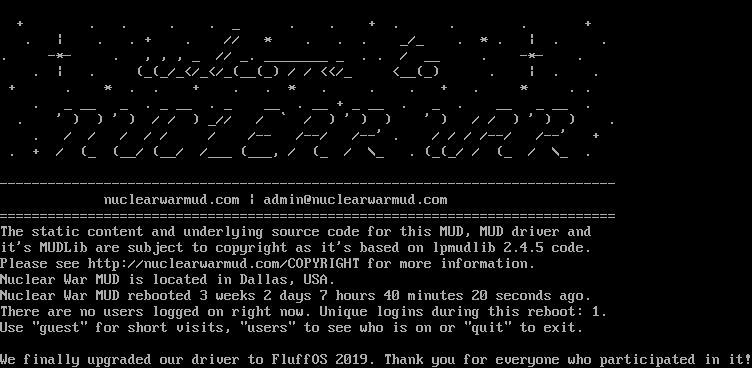 Welcome to
NUCLEAR WAR
nuclearwarmud.com | admin@nuclearwarmud.com
The static content and underlying source code for this MUD, MUD driver and
it's MUDLib are subject to copyright as it's based on lpmudlib 2.4.5 code.
Please see http://nuclearwarmud.com/COPYRIGHT for more information.
Nuclear War MUD is located in Dallas, USA.
Nuclear War MUD rebooted 3 weeks 2 days 7 hours 40 minutes 20 seconds ago.
There are no users logged on right now. Unique logins during this reboot: 1.
Use "guest" for short visits, "users" to see who is on or "quit" to exit.
We finally upgraded our driver to FluffOS 2019. Thank you for everyone who participated in it!